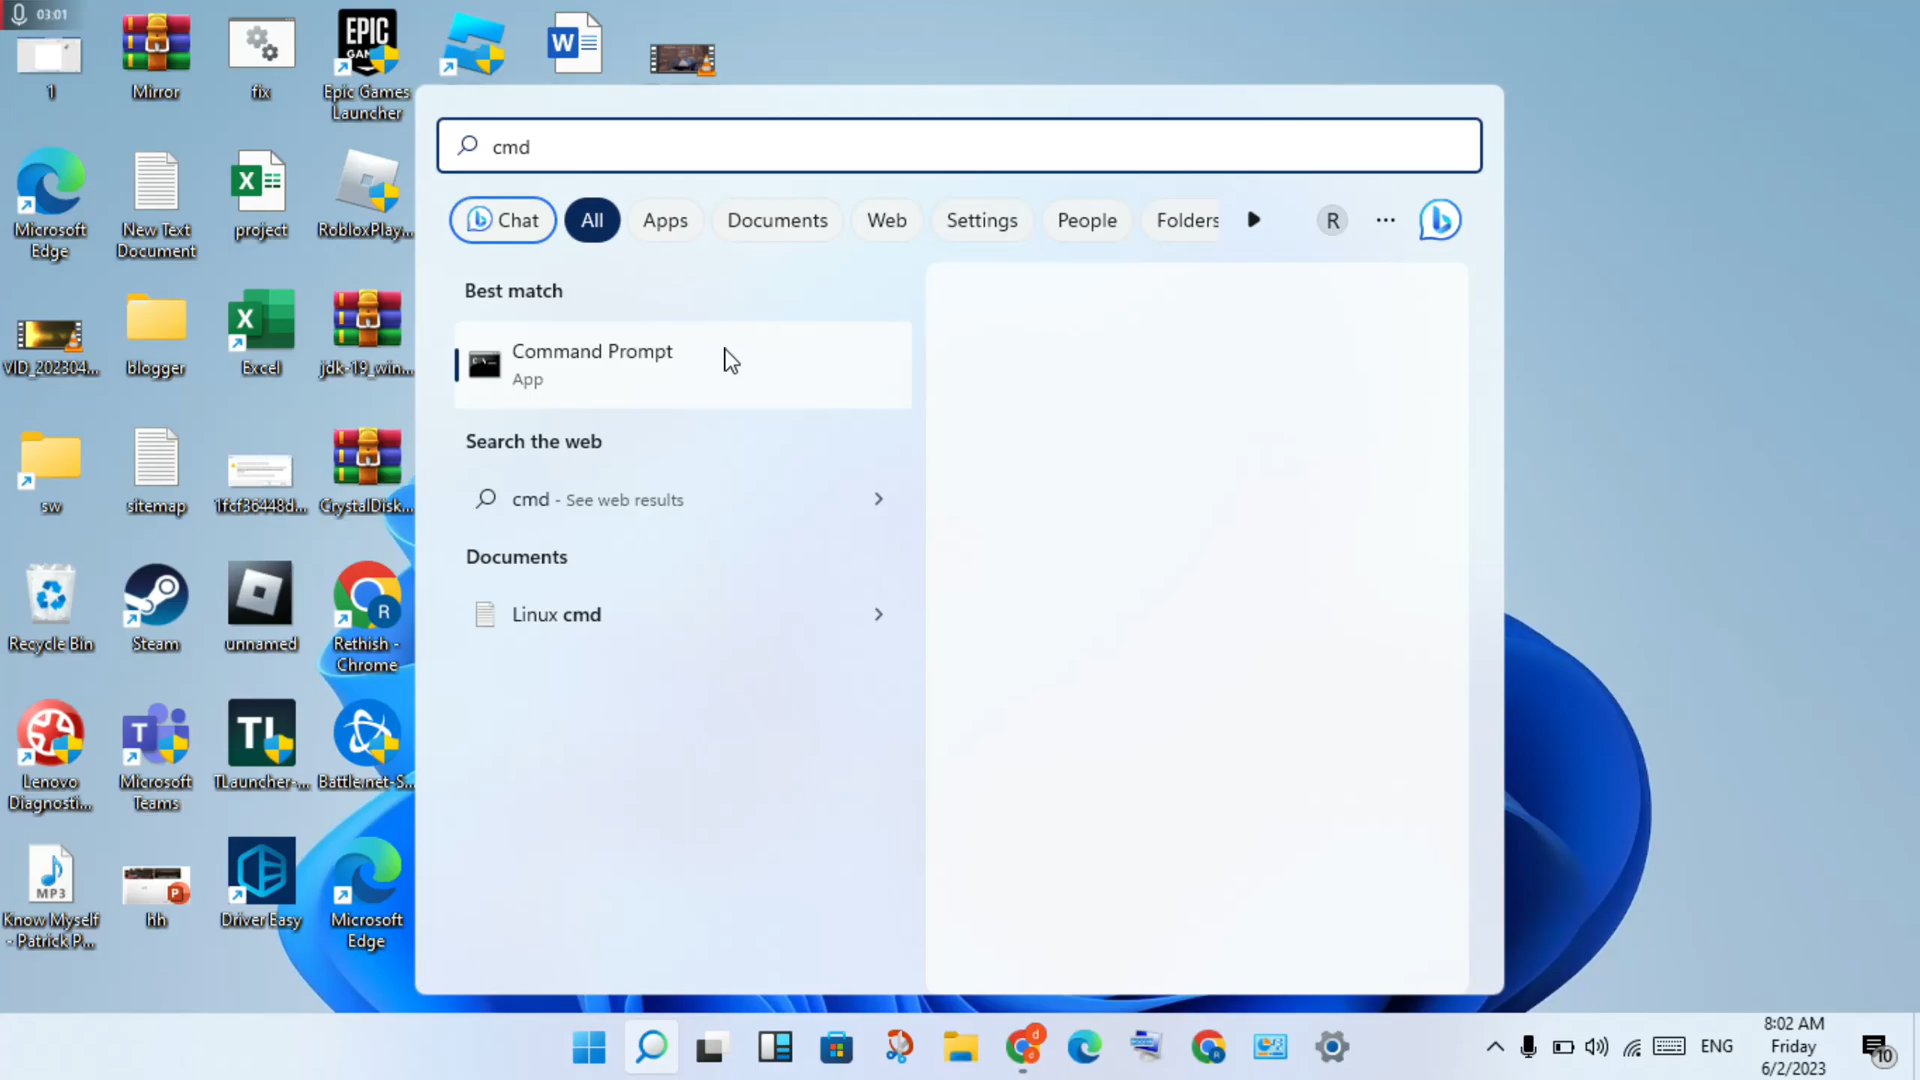 03:01
1
Mirror
fix
EPIC
GAMES
Epic Games
Launcher
W
Microsoft
Edge
New Text
Document
project
RobloxPlay...
VID_202304...
blogger
Excel
jdk-19_win...
sw
sitemap
1fcf36448d...
CrystalDisk...
Recycle Bin
Steam
unnamed
R
Rethish -
Chrome
Lenovo
Diagnosti...
Microsoft
Teams
TL
TLauncher-...
Battle.net-S...
MP3
Know Myself
- Patrick P...
hh
Driver Easy
Microsoft
Edge
cmd
Chat
All
Apps
Documents
Web
Settings
People
Folders
R
Best match
Command Prompt
App
Search the web
cmd - See web results
Documents
Linux cmd
ENG
8:02 AM
Friday
6/2/2023
10